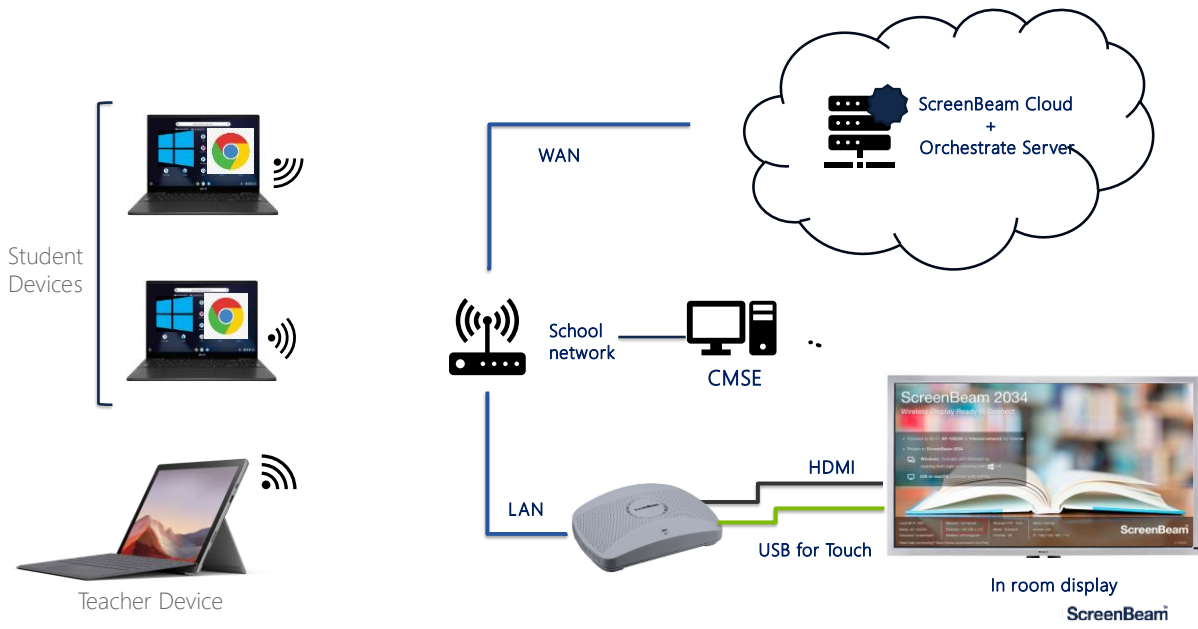 ScreenBeam Cloud
+
Orchestrate Server
WAN
Student
Devices
School
network
CMSE
ScreenBeam 2034
Wireless Display Ready to Connect
HDMI
LAN
ScreenBeam
USB for Touch
Teacher Device
In room display
ScreenBeam